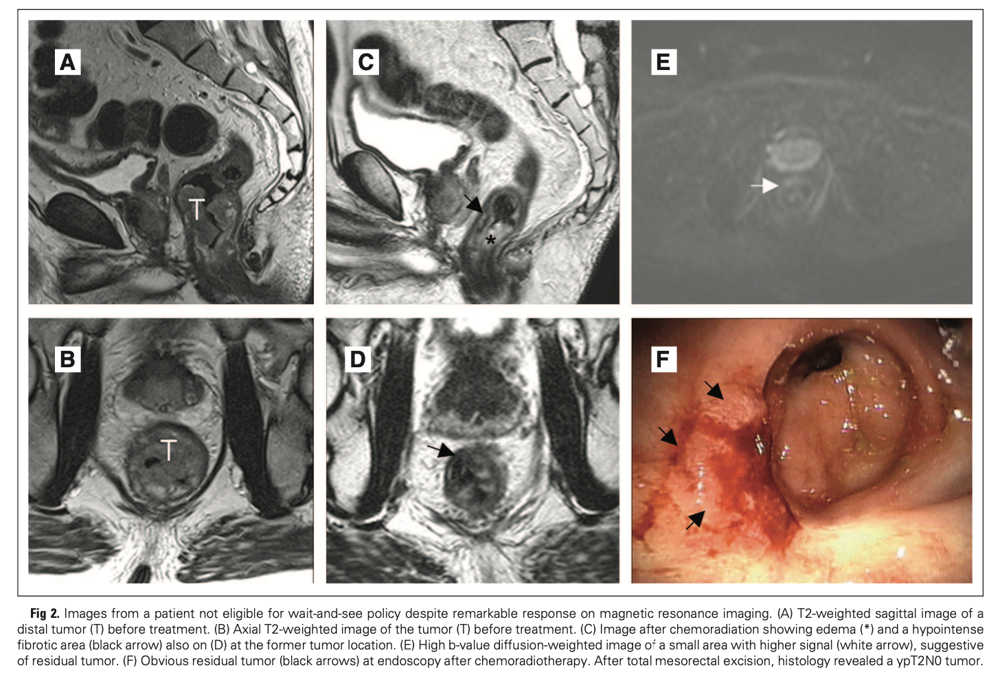 A
C
E
T
*
B
D
F
T
Fig 2. Images from a patient not eligible for wait-and-see policy despite remarkable response on magnetic resonance imaging. (A) T2-weighted sagittal image of a
distal tumor (T) before treatment. (B) Axial T2-weighted image of the tumor (T) before treatment. (C) Image after chemoradiation showing edema (*) and a hypointense
fibrotic area (black arrow) also on (D) at the former tumor location. (E) High b-value diffusion-weighted image of a small area with higher signal (white arrow), suggestive
of residual tumor. (F) Obvious residual tumor (black arrows) at endoscopy after chemoradiotherapy. After total mesorectal excision, histology revealed a ypT2N0 tumor.